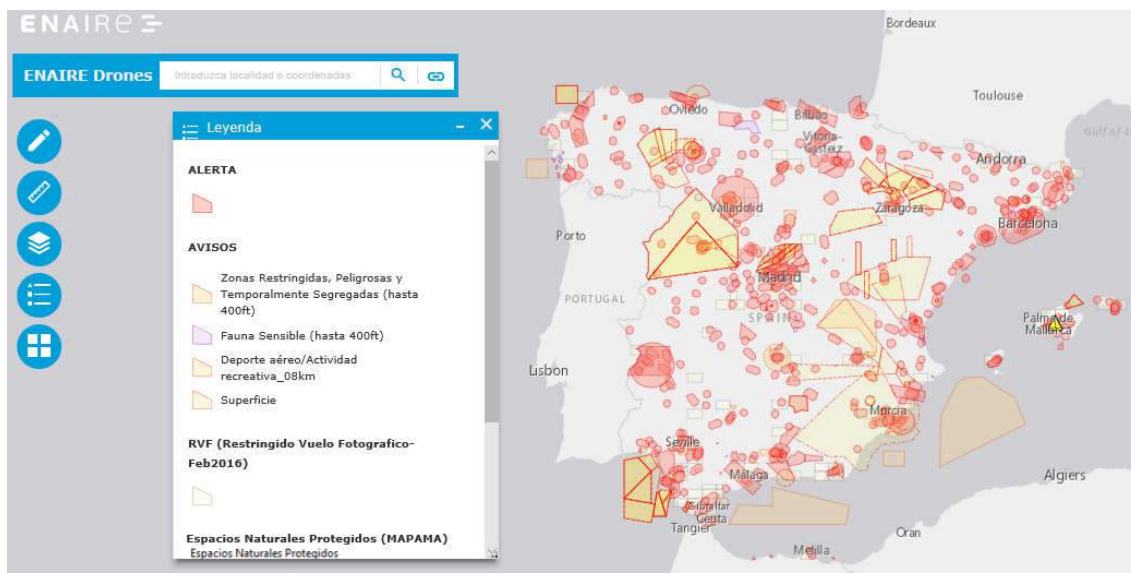 ENAIRE
ENAIRE Drones
Introduzca localidad o coordenadas
Leyenda
ALERTA
AVISOS
Zonas Restringidas, Peligrosas y
Temporalmente Segregadas (hasta
400ft)
Fauna Sensible (hasta 400ft)
Deporte aéreo/Actividad
recreativa_08km
Superficie
RVF (Restringido Vuelo Fotografico-
Feb2016)
Espacios Naturales Protegidos (MAPAMA)
Espacios Naturales Protegidos
Bordeaux
Toulouse
Oviedo
Bilbao
Vitoria-
Gasteiz
Andorra
Valladolid
Zaragoza
Barcelona
Porto
Madrid
PORTUGAL
SPAIN
Palma de
Mallorca
Lisbon
Murcia
Seville
Málaga
Algiers
Gibraltar
Ceuta
Tangier
Oran
Melilla